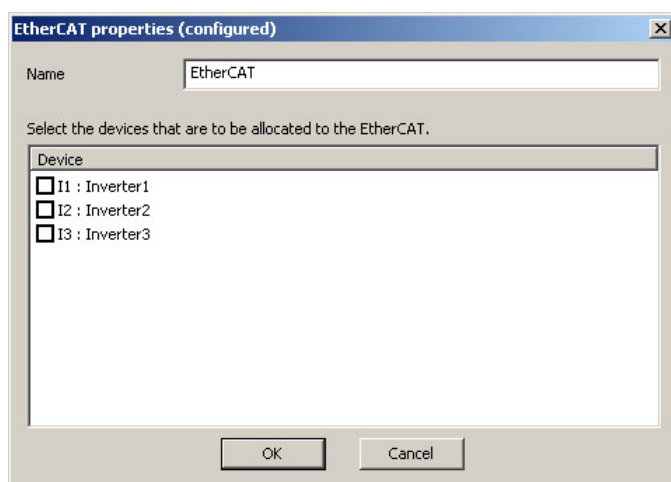 EtherCAT properties (configured)
Name EtherCAT
Select the devices that are to be allocated to the EtherCAT.
Device
I1 : Inverter1
I2 : Inverter2
I3 : Inverter3
OK Cancel